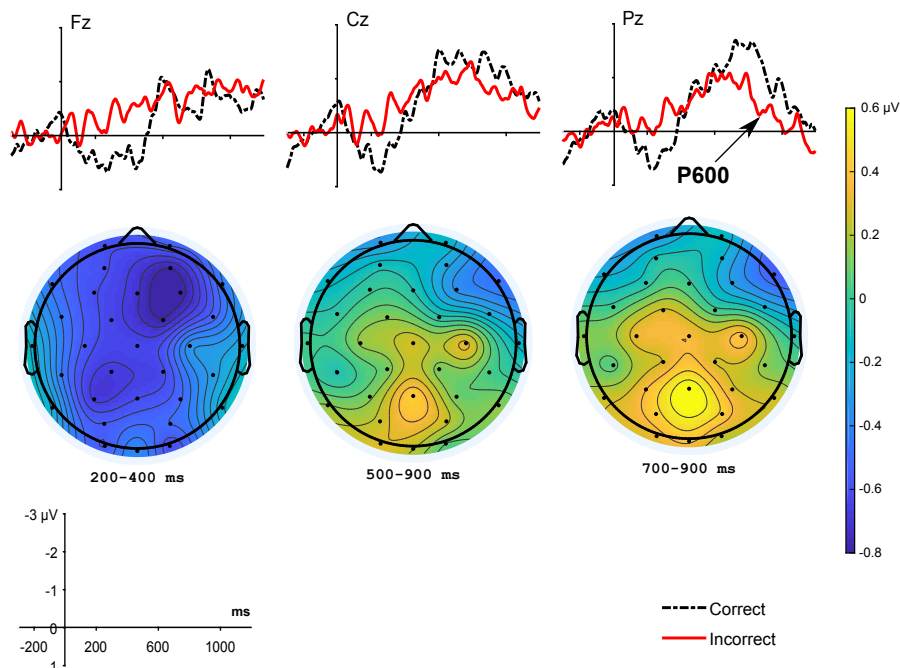 Fz
Cz
Pz
P600
0.6 µV
0.4
0.2
0
-0.2
-0.4
-0.6
-0.8
200-400 ms
500-900 ms
700-900 ms
-3 µV
-2
-1
0
1
ms
-200 0 200 600 1000
Correct
Incorrect